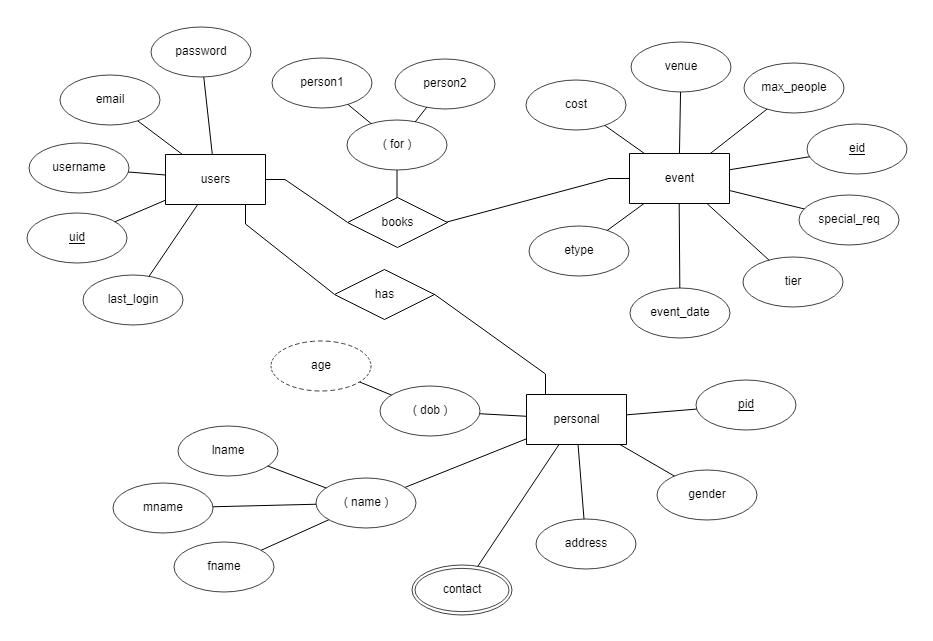 password
venue
person1
person2
max_people
email
cost
( for )
eid
username
users
event
special_req
books
uid
etype
tier
has
last_login
event_date
age
pid
( dob )
personal
lname
gender
( name )
mname
address
fname
contact